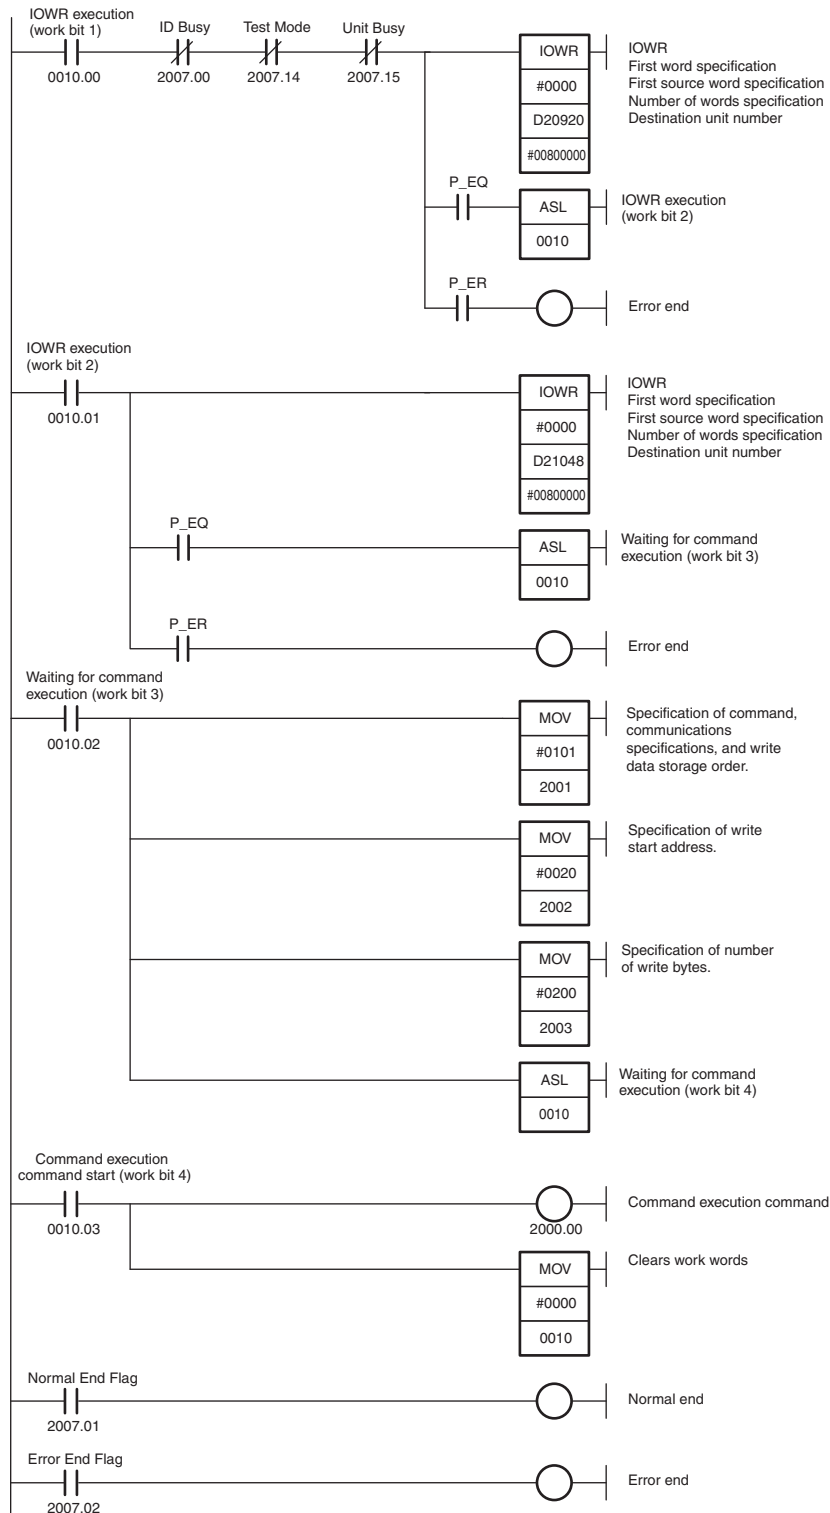 IOWR execution
(work bit 1)
ID Busy
Test Mode
Unit Busy
0010.00
2007.00
2007.14
2007.15
IOWR
#0000
D20920
#00800000
IOWR
First word specification
First source word specification
Number of words specification
Destination unit number
P_EQ
ASL
0010
IOWR execution
(work bit 2)
P_ER
Error end
IOWR execution
(work bit 2)
0010.01
IOWR
#0000
D21048
#00800000
IOWR
First word specification
First source word specification
Number of words specification
Destination unit number
P_EQ
ASL
0010
Waiting for command
execution (work bit 3)
P_ER
Error end
Waiting for command
execution (work bit 3)
0010.02
MOV
#0101
2001
Specification of command,
communications
specifications, and write
data storage order.
MOV
#0020
2002
Specification of write
start address.
MOV
#0200
2003
Specification of number
of write bytes.
ASL
0010
Waiting for command
execution (work bit 4)
Command execution
command start (work bit 4)
0010.03
2000.00
Command execution command
MOV
#0000
0010
Clears work words
Normal End Flag
2007.01
Normal end
Error End Flag
2007.02
Error end